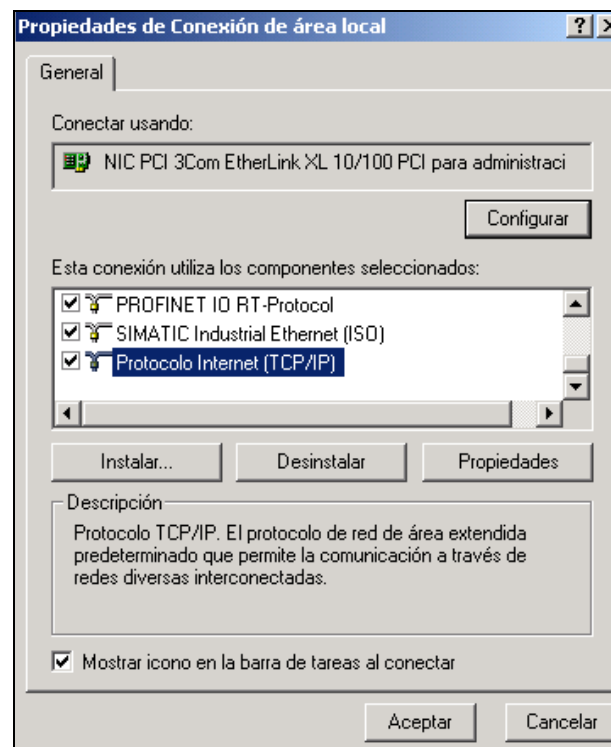 Propiedades de Conexión de área local
General
Conectar usando:
NIC PCI 3Com EtherLink XL 10/100 PCI para administraci
Configurar
Esta conexión utiliza los componentes seleccionados:
PROFINET IO RT-Protocol
SIMATIC Industrial Ethernet (ISO)
Protocolo Internet (TCP/IP)
Instalar... Desinstalar Propiedades
Descripción
Protocolo TCP/IP. El protocolo de red de área extendida
predeterminado que permite la comunicación a través de
redes diversas interconectadas.
Mostrar icono en la barra de tareas al conectar
Aceptar Cancelar